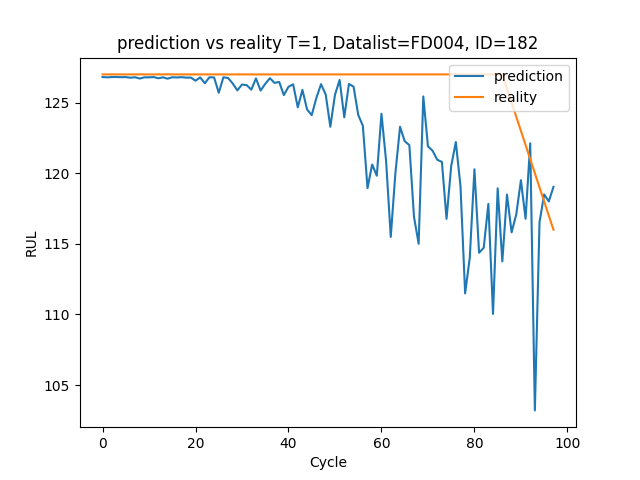 prediction vs reality T=1, Datalist=FD004, ID=182
prediction
reality
125
120
115
110
105
RUL
0 20 40 60 80 100
Cycle